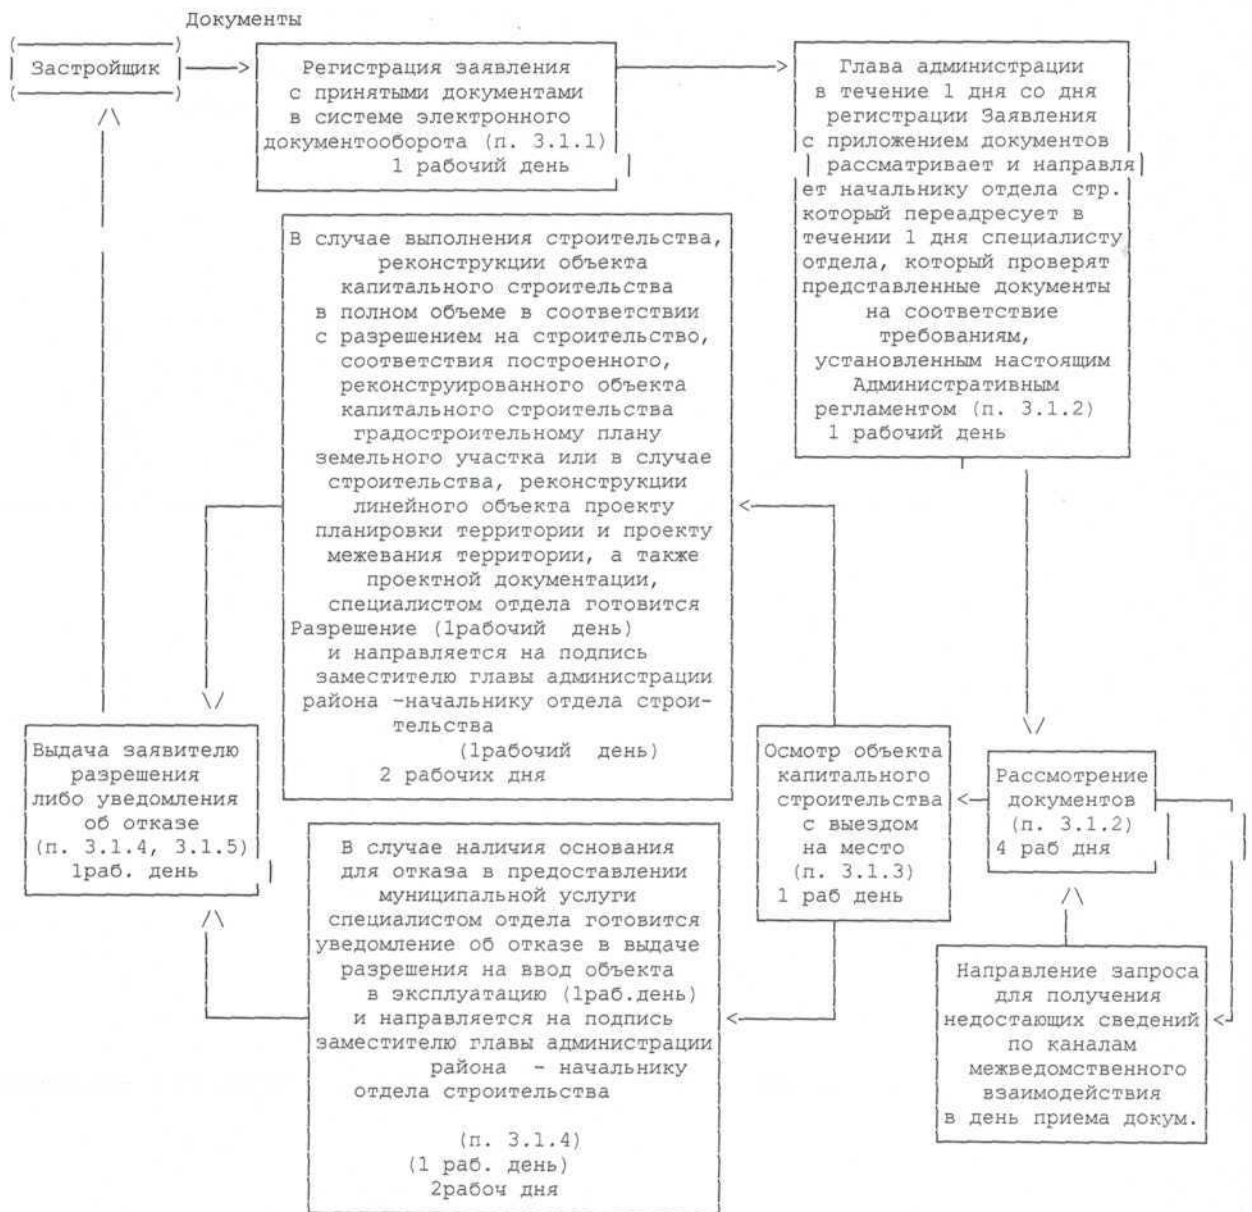 Документы
Застройщик
Регистрация заявления
с принятыми документами
в системе электронного
документооборота (п. 3.1.1)
1 рабочий день
Глава администрации
в течение 1 дня со дня
регистрации Заявления
с приложением документов
рассматривает и направля
ет начальнику отдела стр.
который переадресует в
течении 1 дня специалисту
отдела, который проверят
представленные документы
на соответствие
требованиям,
установленным настоящим
Административным
регламентом (п. 3.1.2)
1 рабочий день
В случае выполнения строительства,
реконструкции объекта
капитального строительства
в полном объеме в соответствии
с разрешением на строительство,
соответствия построенного,
реконструированного объекта
капитального строительства
градостроительному плану
земельного участка или в случае
строительства, реконструкции
линейного объекта проекту
планировки территории и проекту
межевания территории, а также
проектной документации,
специалистом отдела готовится
Разрешение (1рабочий день)
и направляется на подпись
заместителю главы администрации
района -начальнику отдела строи-
тельства
(1рабочий день)
2 рабочих дня
Выдача заявителю
разрешения
либо уведомления
об отказе
(п. 3.1.4, 3.1.5)
1раб. день
Осмотр объекта
капитального
строительства
с выездом
на место
(п. 3.1.3)
1 раб день
Рассмотрение
документов
(п. 3.1.2)
4 раб дня
В случае наличия основания
для отказа в предоставлении
муниципальной услуги
специалистом отдела готовится
уведомление об отказе в выдаче
разрешения на ввод объекта
в эксплуатацию (1раб.день)
и направляется на подпись
заместителю главы администрации
района - начальнику
отдела строительства
(п. 3.1.4)
(1 раб. день)
2рабоч дня
Направление запроса
для получения
недостающих сведений
по каналам
межведомственного
взаимодействия
в день приема докум.